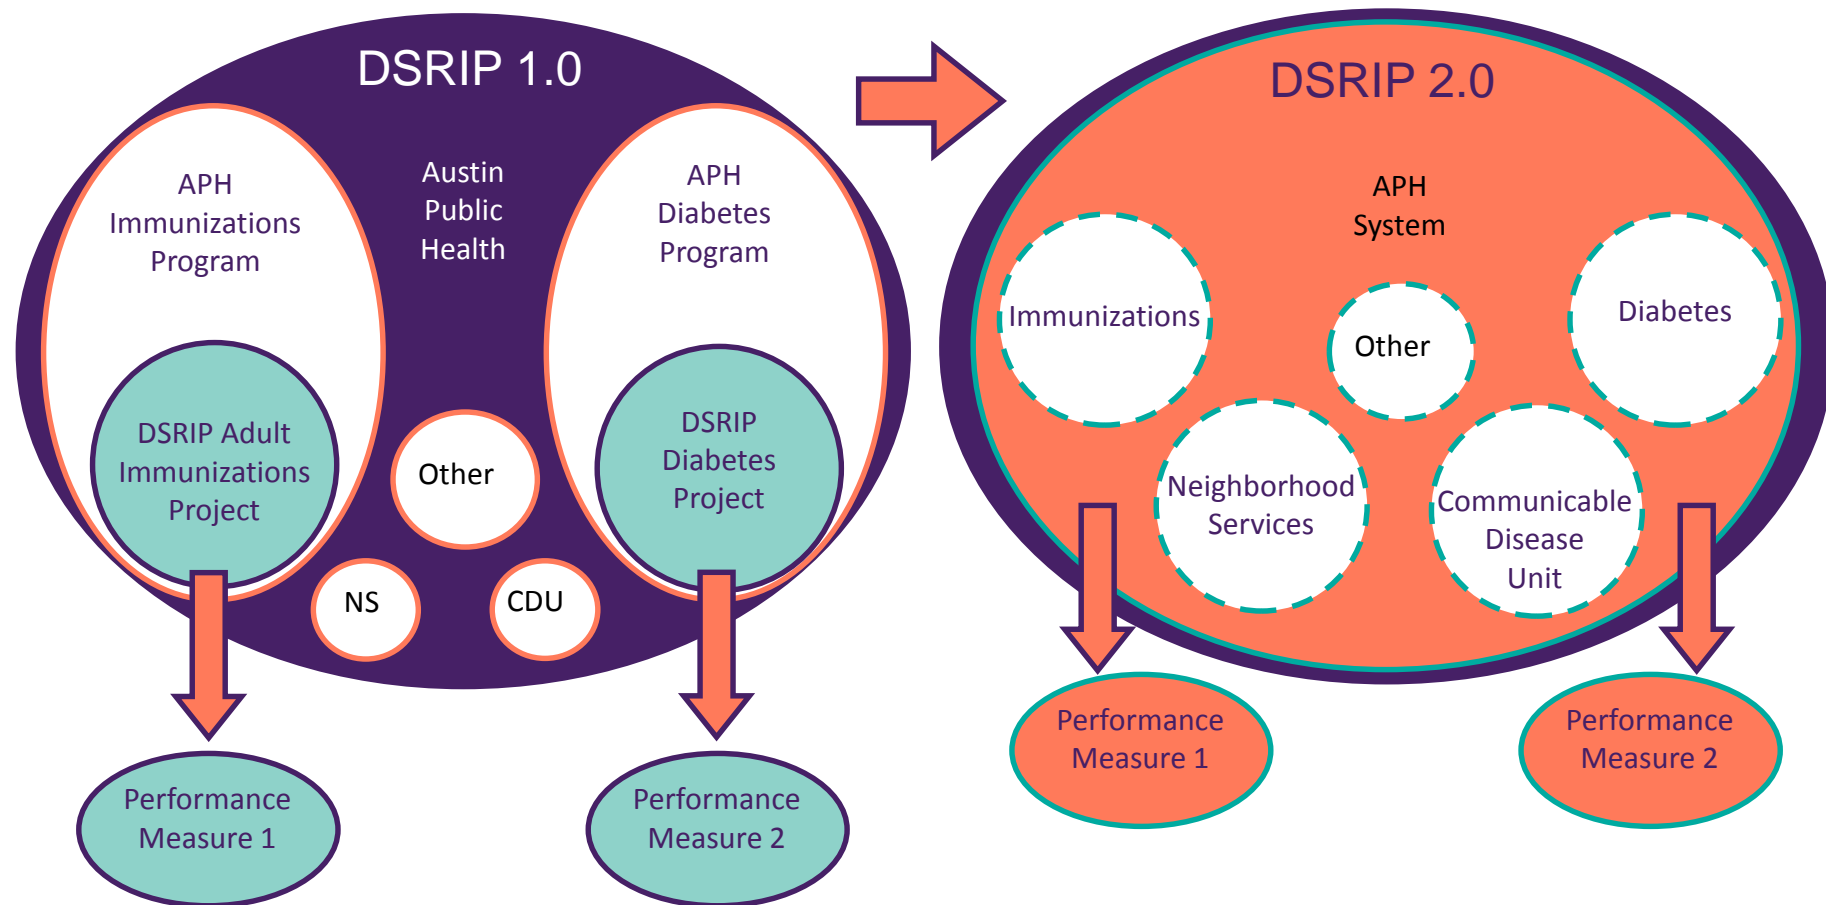 DSRIP 1.0
APH
Immunizations
Program
Austin
Public
Health
APH
Diabetes
Program
DSRIP Adult
Immunizations
Project
Other
DSRIP
Diabetes
Project
NS
CDU
Performance
Measure 1
Performance
Measure 2
DSRIP 2.0
APH
System
Immunizations
Other
Diabetes
Neighborhood
Services
Communicable
Disease
Unit
Performance
Measure 1
Performance
Measure 2